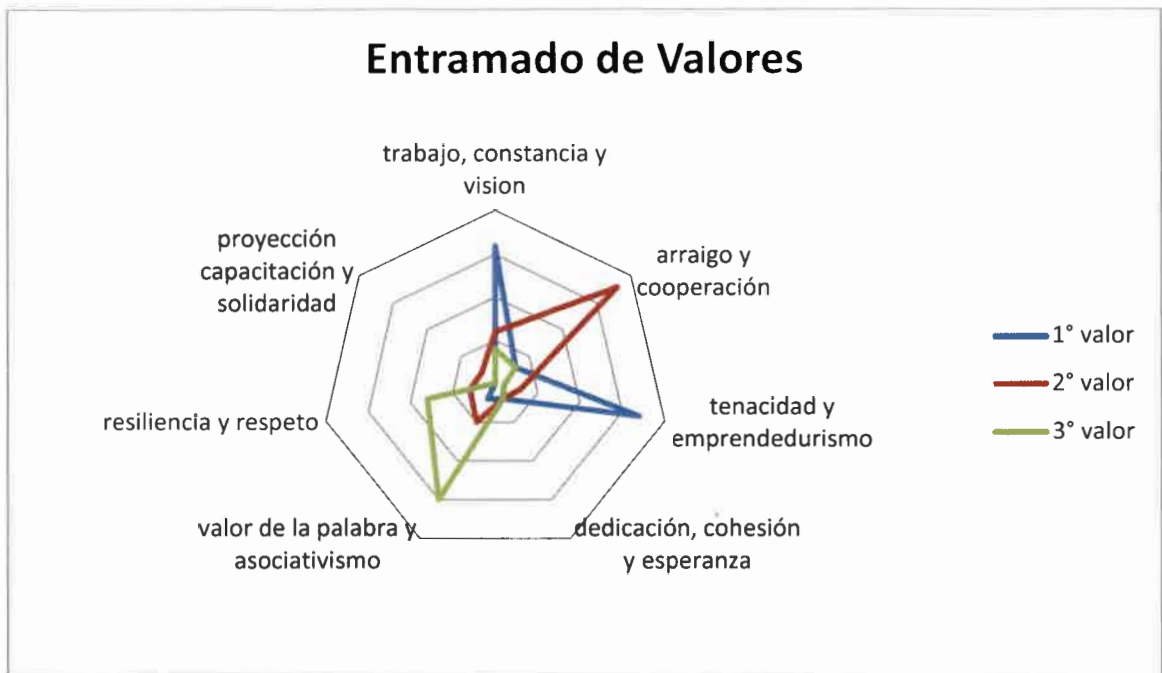 Entramado de Valores
trabajo, constancia y
vision
arraigo y
cooperación
tenacidad y
emprendedurismo
dedicación, cohesión
y esperanza
valor de la palabra y
asociativismo
resiliencia y respeto
proyección
capacitación y
solidaridad
1° valor
2° valor
3° valor